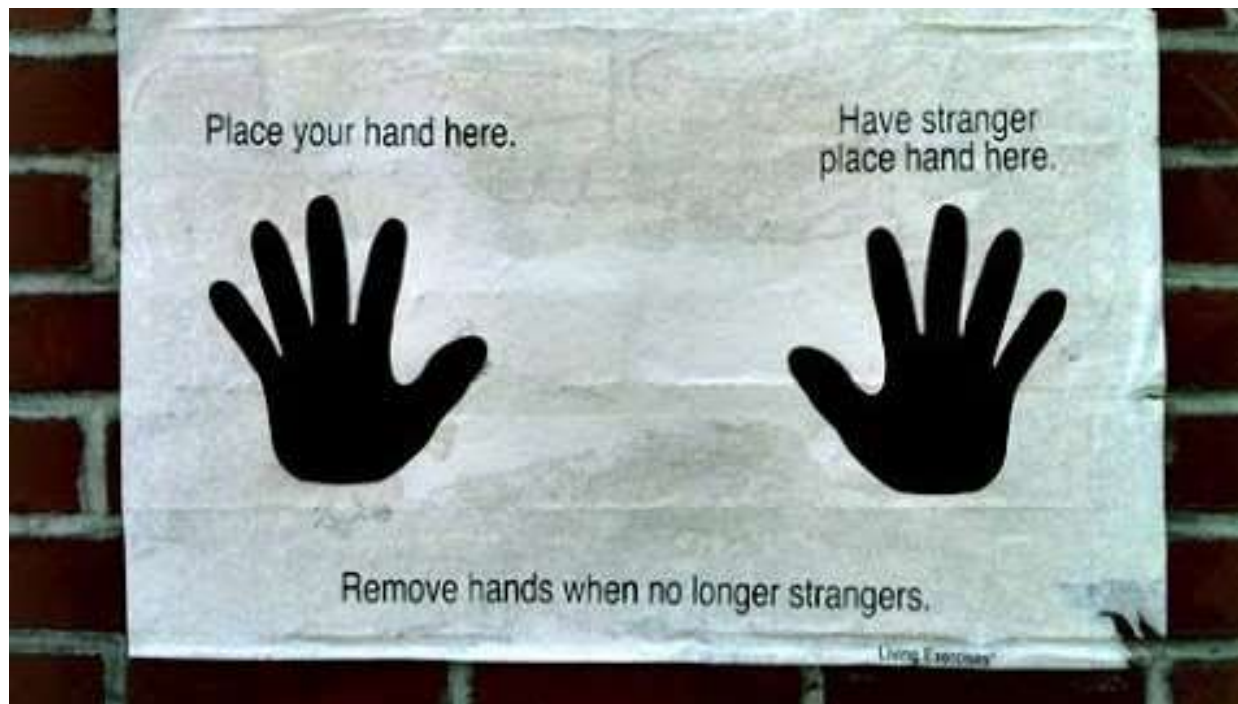 Place your hand here.
Have stranger
place hand here.
Remove hands when no longer strangers.
Living Exercises